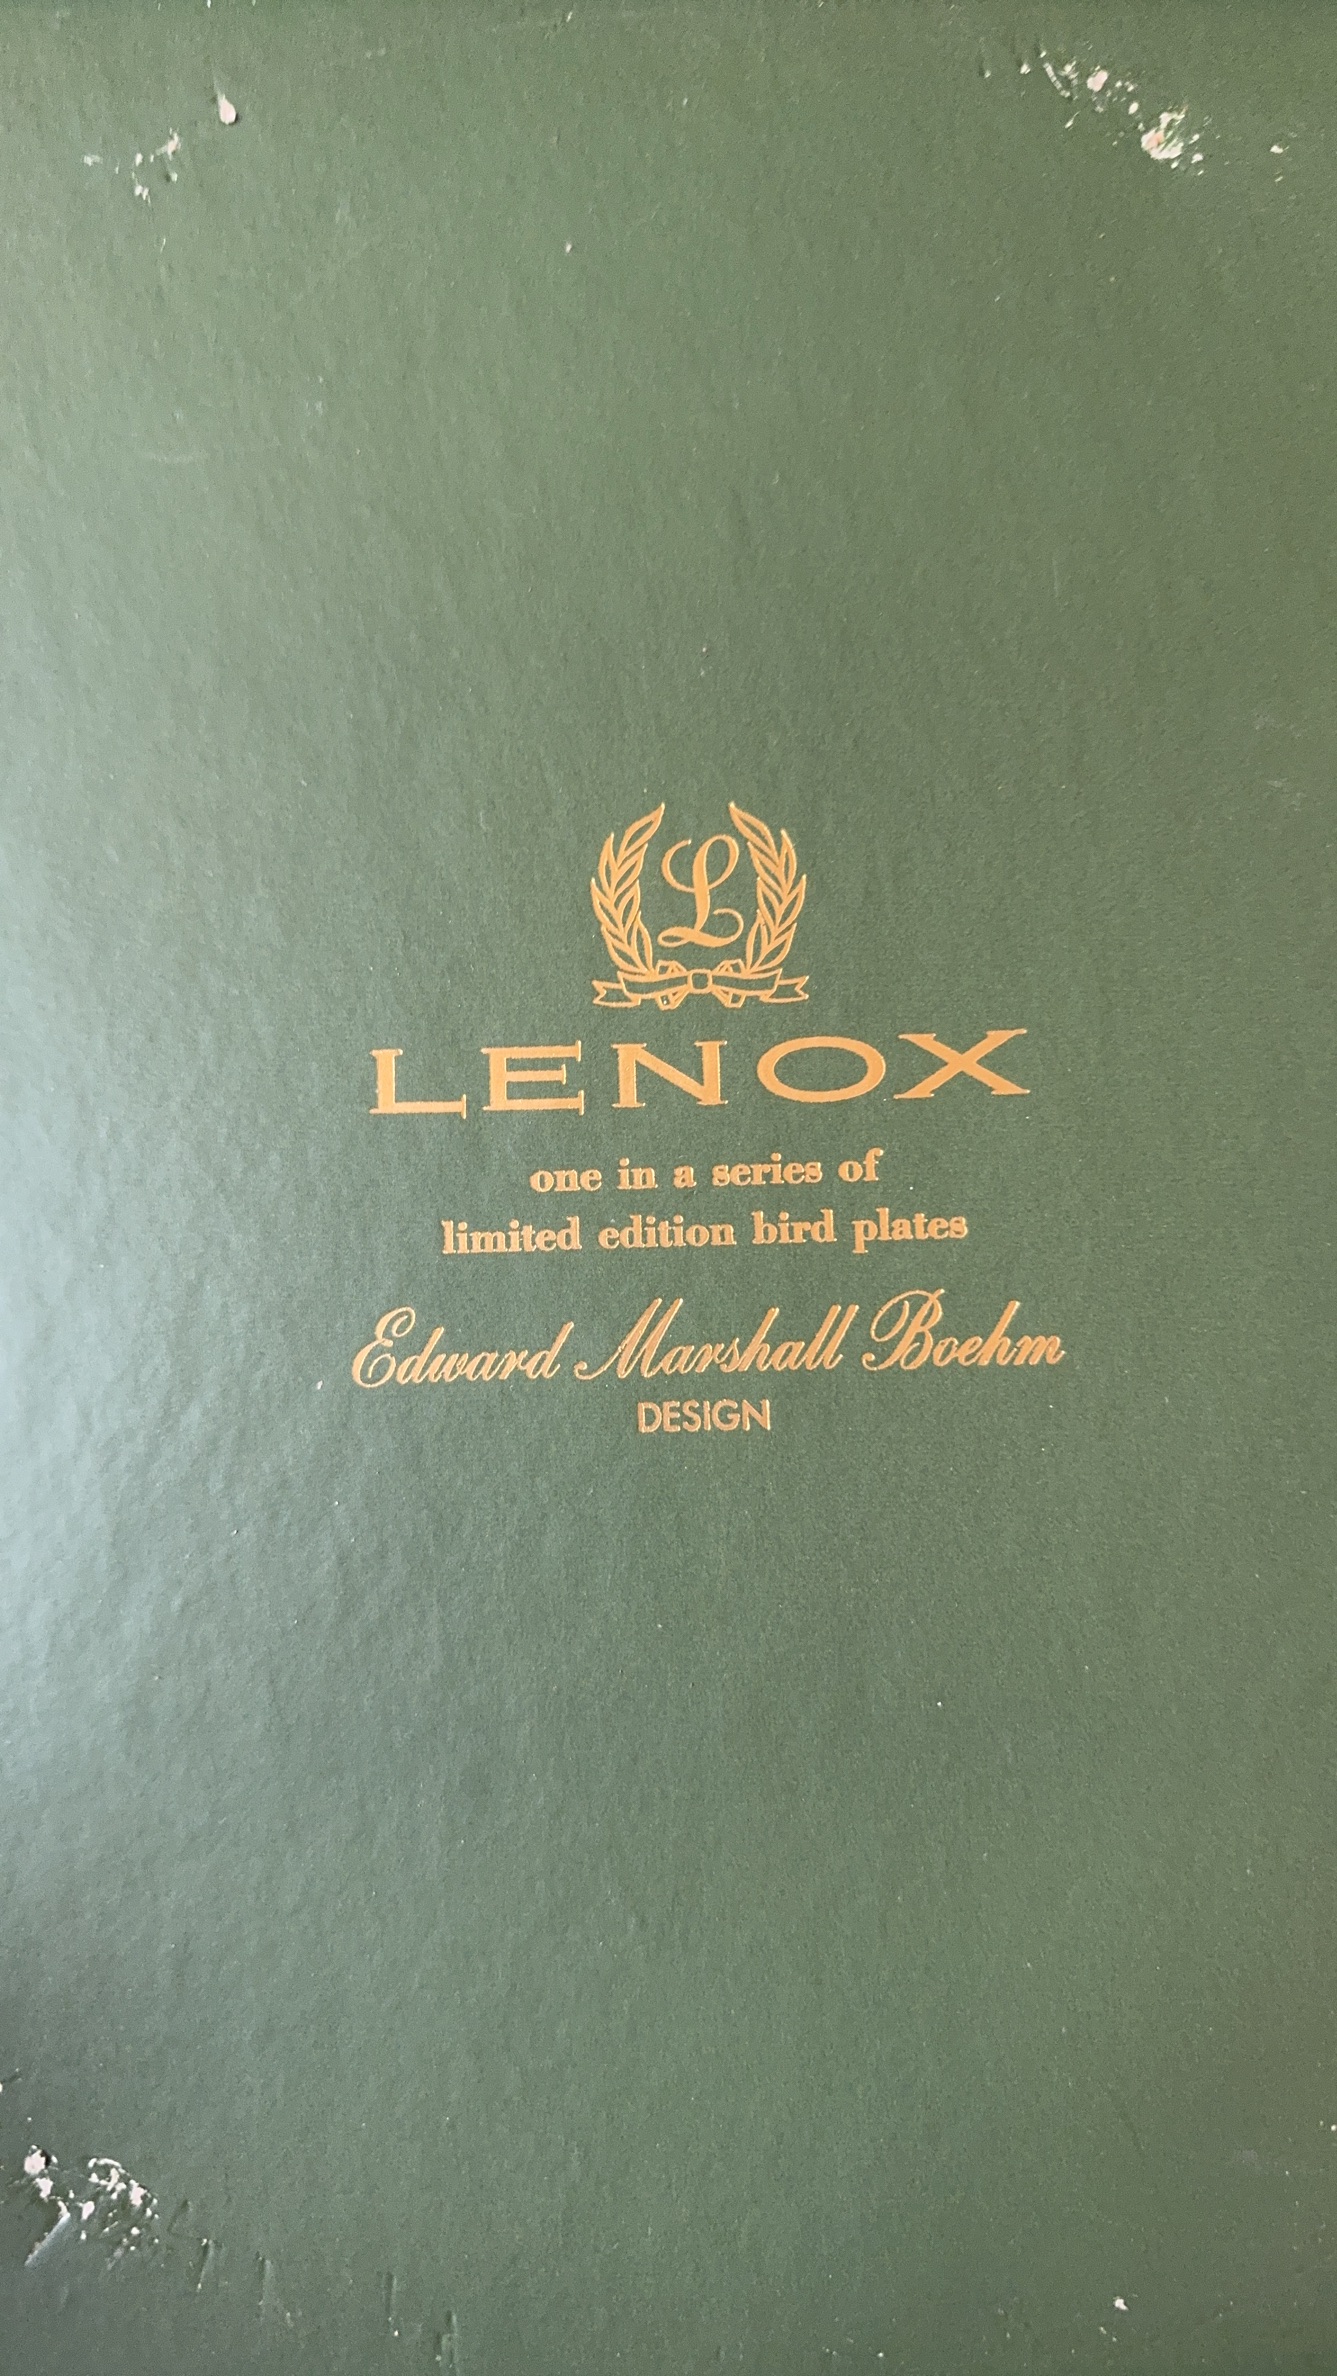 L
LENOX
one in a series of
limited edition bird plates
Edward Marshall Boehm
DESIGN